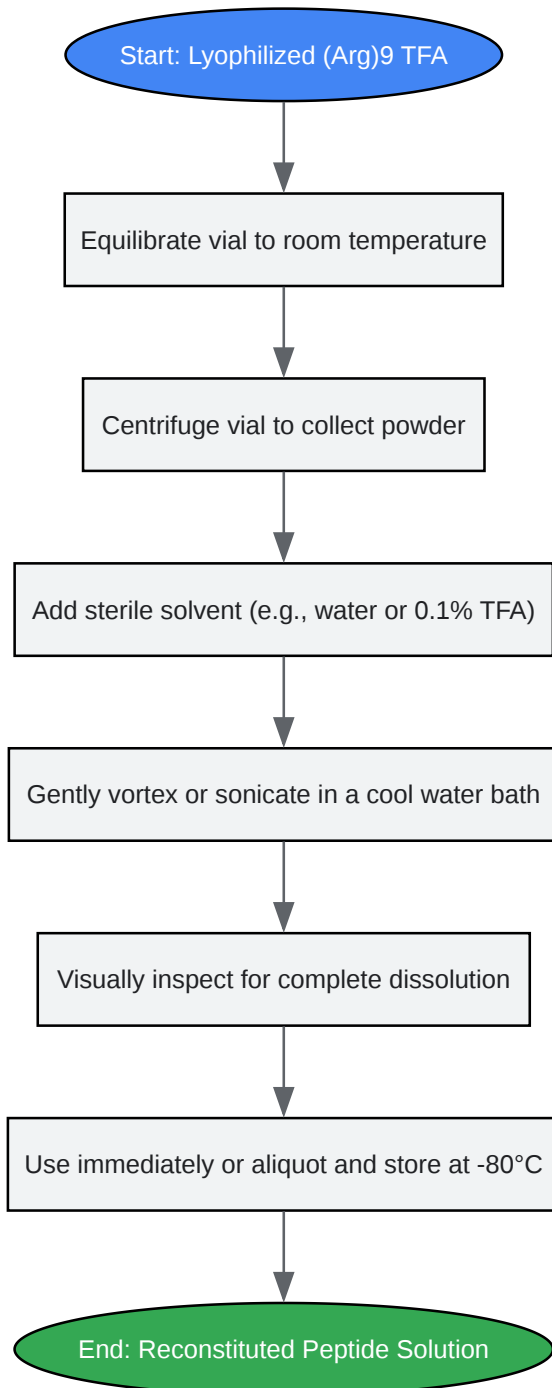 Start: Lyophilized (Arg)9 TFA
Equilibrate vial to room temperature
Centrifuge vial to collect powder
Add sterile solvent (e.g., water or 0.1% TFA)
Gently vortex or sonicate in a cool water bath
Visually inspect for complete dissolution
Use immediately or aliquot and store at -80°C
End: Reconstituted Peptide Solution